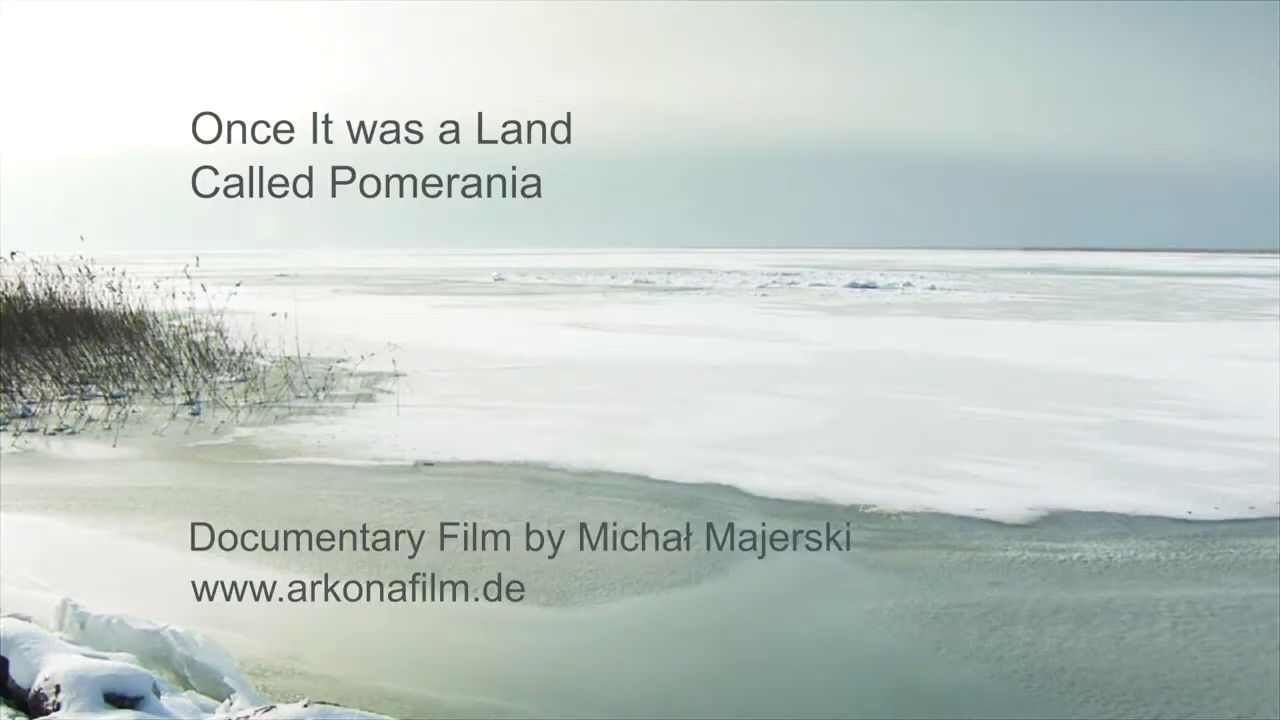 Once It was a Land
Called Pomerania
Documentary Film by Michał Majerski
www.arkonafilm.de